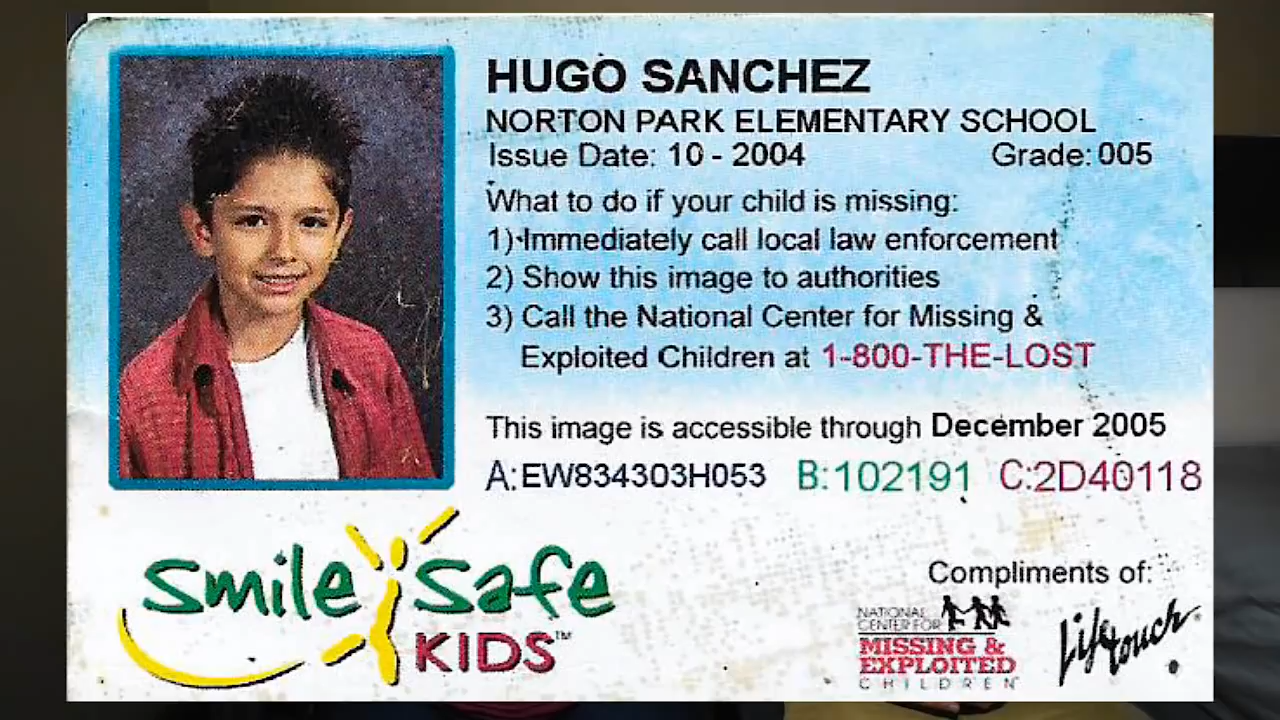 HUGO SANCHEZ
NORTON PARK ELEMENTARY SCHOOL
Issue Date: 10 - 2004 Grade: 005
What to do if your child is missing:
1) Immediately call local law enforcement
2) Show this image to authorities
3) Call the National Center for Missing &
Exploited Children at 1-800-THE-LOST
This image is accessible through December 2005
A:EW834303H053 B:102191 C:2D40118
Smile Safe
KIDS™
Compliments of:
NATIONAL
CENTER FOR
MISSING &
EXPLOITED
CHILDREN
Lifetouch